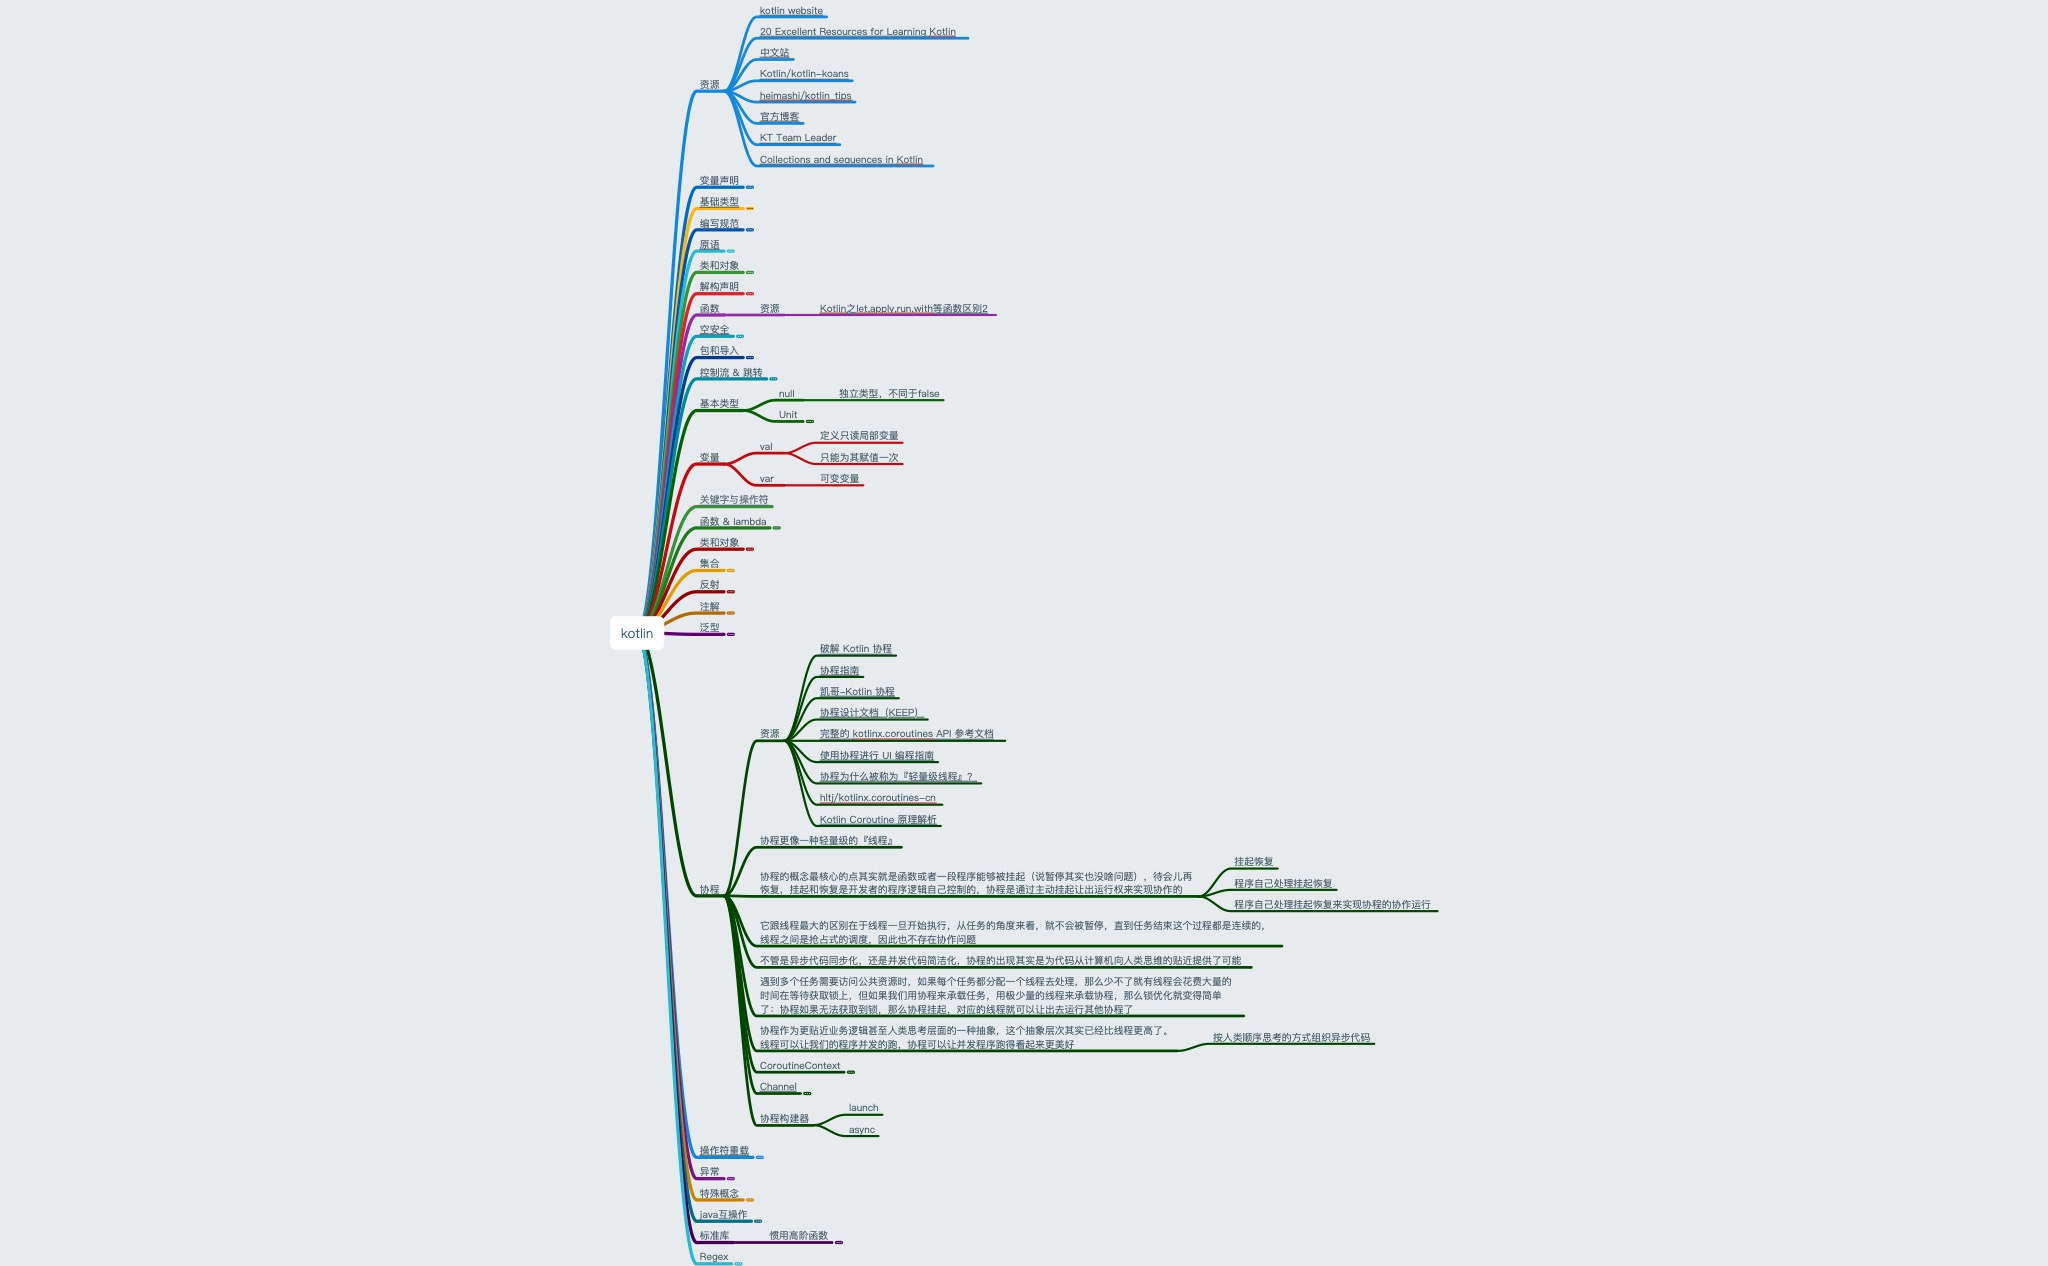 kotlin website
20 Excellent Resources for Learning Kotlin
中文站
Kotlin/kotlin-koans
heimashi/kotlin_tips
资源
官方博客
KT Team Leader
Collections and sequences in Kotlin
变量声明
基础类型
编写规范
原语
类和对象
解构声明
函数
资源
Kotlin之let,apply,run,with等函数区别2
空安全
包和导入
控制流 & 跳转
基本类型
null
独立类型，不同于false
Unit
变量
val
定义只读局部变量
只能为其赋值一次
var
可变变量
关键字与操作符
函数 & lambda
类和对象
集合
反射
注解
泛型
kotlin
破解 Kotlin 协程
协程指南
凯哥-Kotlin 协程
协程设计文档（KEEP）
资源
完整的 kotlinx.coroutines API 参考文档
使用协程进行 UI 编程指南
协程为什么被称为『轻量级线程』？
hltj/kotlinx.coroutines-cn
Kotlin Coroutine 原理解析
协程更像一种轻量级的『线程』
协程
协程的概念最核心的点其实就是函数或者一段程序能够被挂起（说暂停其实也没啥问题），待会儿再
恢复，挂起和恢复是开发者的程序逻辑自己控制的，协程是通过主动挂起让出运行权来实现协作的
挂起恢复
程序自己处理挂起恢复
程序自己处理挂起恢复来实现协程的协作运行
它跟线程最大的区别在于线程一旦开始执行，从任务的角度来看，就不会被暂停，直到任务结束这个过程都是连续的，
线程之间是抢占式的调度，因此也不存在协作问题
不管是异步代码同步化，还是并发代码简洁化，协程的出现其实是为代码从计算机向人类思维的贴近提供了可能
遇到多个任务需要访问公共资源时，如果每个任务都分配一个线程去处理，那么少不了就有线程会花费大量的
时间在等待获取锁上，但如果我们用协程来承载任务，用极少量的线程来承载协程，那么锁优化就变得简单
了：协程如果无法获取到锁，那么协程挂起，对应的线程就可以让出去运行其他协程了
协程作为更贴近业务逻辑甚至人类思考层面的一种抽象，这个抽象层次其实已经比线程更高了。
线程可以让我们的程序并发的跑，协程可以让并发程序跑得看起来更美好
按人类顺序思考的方式组织异步代码
CoroutineContext
Channel
协程构建器
launch
async
操作符重载
异常
特殊概念
java互操作
标准库
惯用高阶函数
Regex